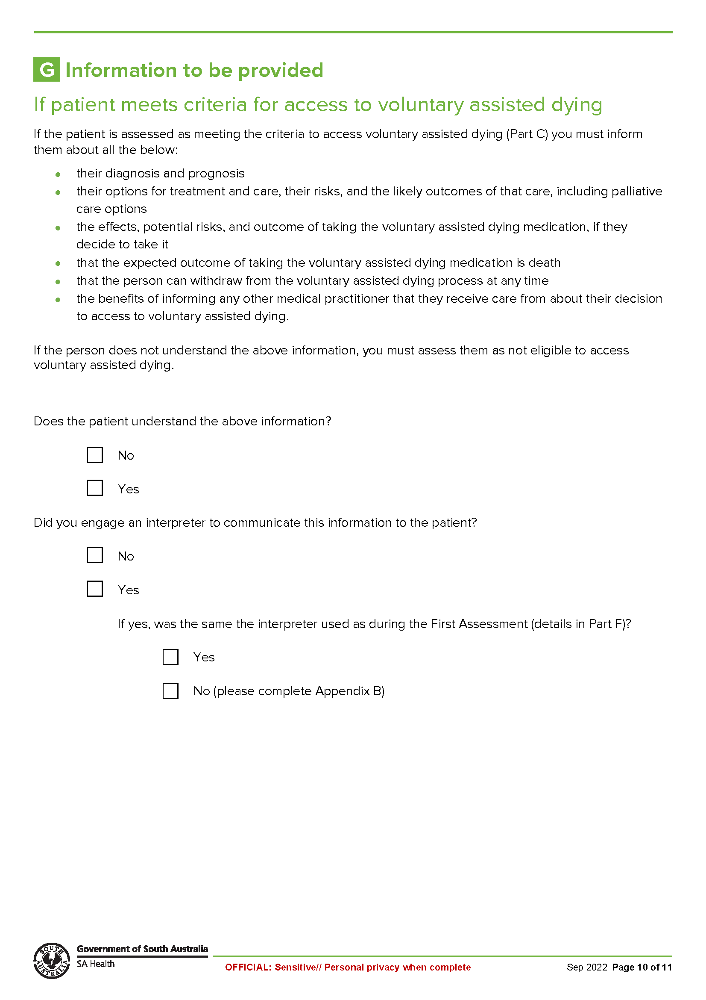 G Information to be provided
If patient meets criteria for access to voluntary assisted dying
If the patient is assessed as meeting the criteria to access voluntary assisted dying (Part C) you must inform
them about all the below:
• their diagnosis and prognosis
• their options for treatment and care, their risks, and the likely outcomes of that care, including palliative
care options
• the effects, potential risks, and outcome of taking the voluntary assisted dying medication, if they
decide to take it
• that the expected outcome of taking the voluntary assisted dying medication is death
• that the person can withdraw from the voluntary assisted dying process at any time
• the benefits of informing any other medical practitioner that they receive care from about their decision
to access to voluntary assisted dying.
If the person does not understand the above information, you must assess them as not eligible to access
voluntary assisted dying.
Does the patient understand the above information?
No
Yes
Did you engage an interpreter to communicate this information to the patient?
No
Yes
If yes, was the same the interpreter used as during the First Assessment (details in Part F)?
Yes
No (please complete Appendix B)
SOUTH AUSTRALIA
Government of South Australia
SA Health
OFFICIAL: Sensitive// Personal privacy when complete
Sep 2022 Page 10 of 11